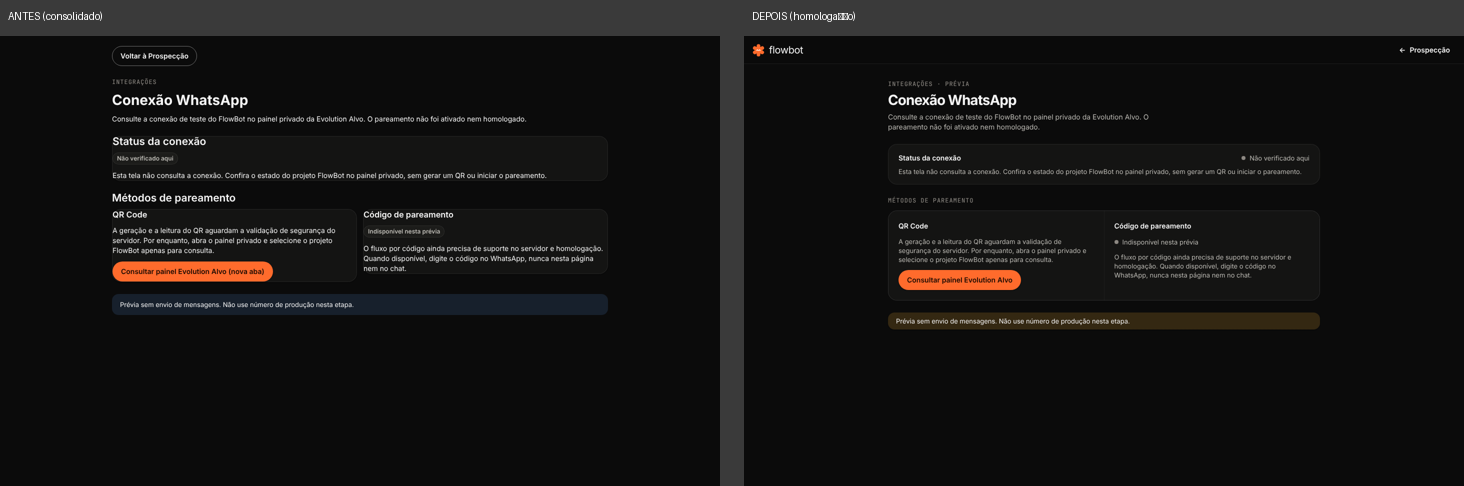 ANTES (consolidado)
Voltar à Prospecção
INTEGRAÇÕES
Conexão WhatsApp
Consulte a conexão de teste do FlowBot no painel privado da Evolution Alvo. O pareamento não foi ativado nem homologado.
Status da conexão
Não verificado aqui
Esta tela não consulta a conexão. Confira o estado do projeto FlowBot no painel privado, sem gerar um QR ou iniciar o pareamento.
Métodos de pareamento
QR Code
A geração e a leitura do QR aguardam a validação de segurança do
servidor. Por enquanto, abra o painel privado e selecione o projeto
FlowBot apenas para consulta.
Consultar painel Evolution Alvo (nova aba)
Código de pareamento
Indisponível nesta prévia
O fluxo por código ainda precisa de suporte no servidor e homologação.
Quando disponível, digite o código no WhatsApp, nunca nesta página
nem no chat.
Prévia sem envio de mensagens. Não use número de produção nesta etapa.
DEPOIS (homologa▯▯o)
flowbot
← Prospecção
INTEGRAÇÕES · PRÉVIA
Conexão WhatsApp
Consulte a conexão de teste do FlowBot no painel privado da Evolution Alvo. O
pareamento não foi ativado nem homologado.
Status da conexão
Não verificado aqui
Esta tela não consulta a conexão. Confira o estado do projeto FlowBot no painel privado, sem gerar um QR ou iniciar o pareamento.
MÉTODOS DE PAREAMENTO
QR Code
A geração e a leitura do QR aguardam a validação de
segurança do servidor. Por enquanto, abra o painel privado e
selecione o projeto FlowBot apenas para consulta.
Consultar painel Evolution Alvo
Código de pareamento
Indisponível nesta prévia
O fluxo por código ainda precisa de suporte no servidor e
homologação. Quando disponível, digite o código no
WhatsApp, nunca nesta página nem no chat.
Prévia sem envio de mensagens. Não use número de produção nesta etapa.